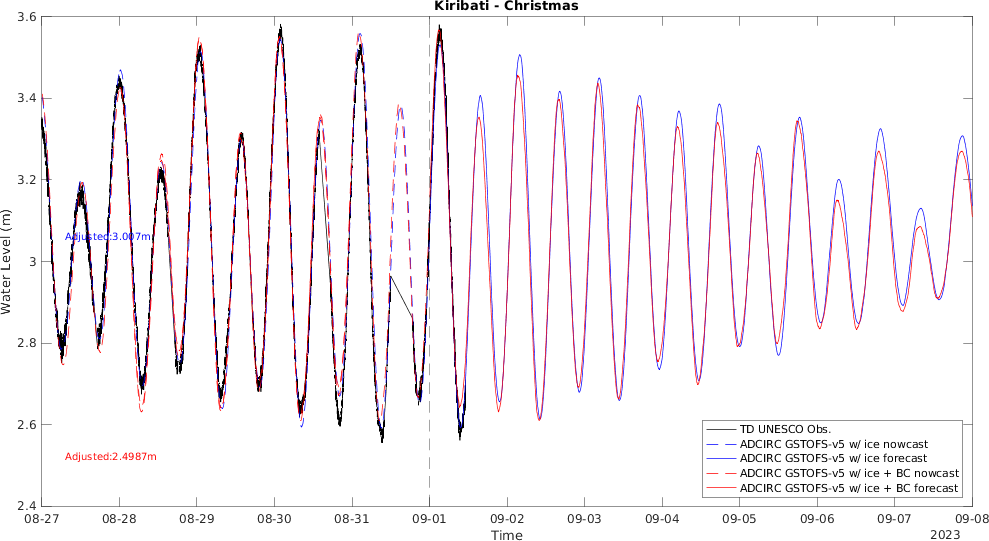 Kiribati - Christmas
3.6
3.4
3.2
3
2.8
2.6
2.4
Water Level (m)
Adjusted:3.007m
Adjusted:2.4987m
TD UNESCO Obs.
ADCIRC GSTOFS-v5 w/ ice nowcast
ADCIRC GSTOFS-v5 w/ ice forecast
ADCIRC GSTOFS-v5 w/ ice + BC nowcast
ADCIRC GSTOFS-v5 w/ ice + BC forecast
08-27 08-28 08-29 08-30 08-31 09-01 09-02 09-03 09-04 09-05 09-06 09-07 09-08
Time
2023